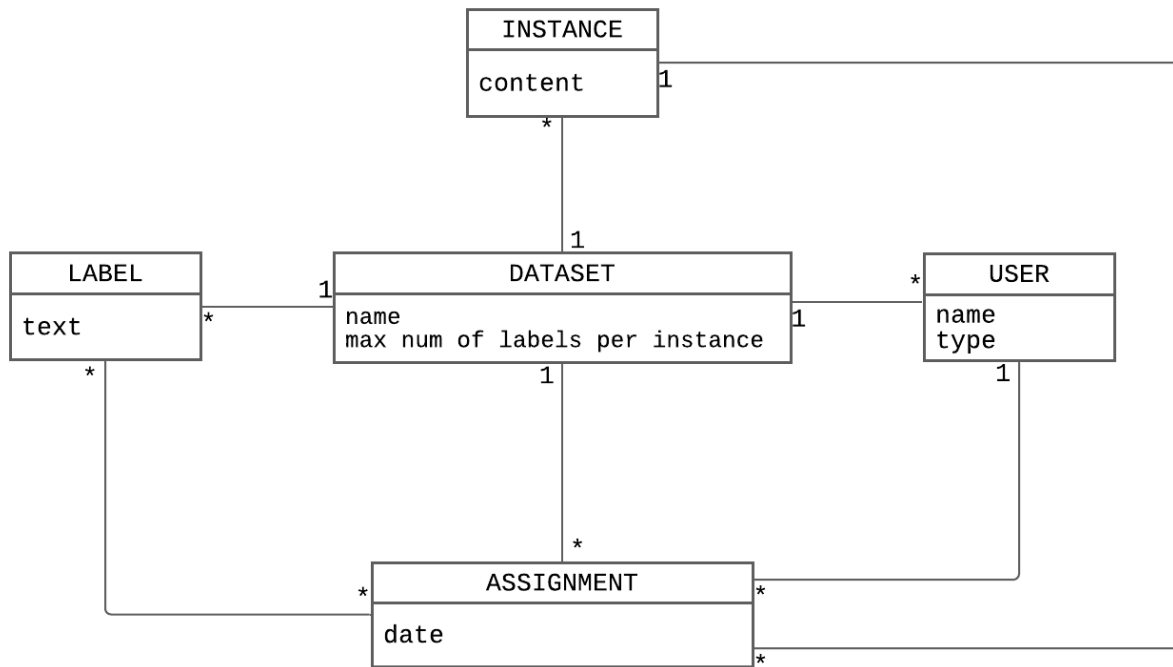 INSTANCE
content
1
*
1
LABEL
text
*
1
DATASET
name
max num of labels per instance
1
*
USER
name
type
*
1
1
*
*
ASSIGNMENT
date
*
*